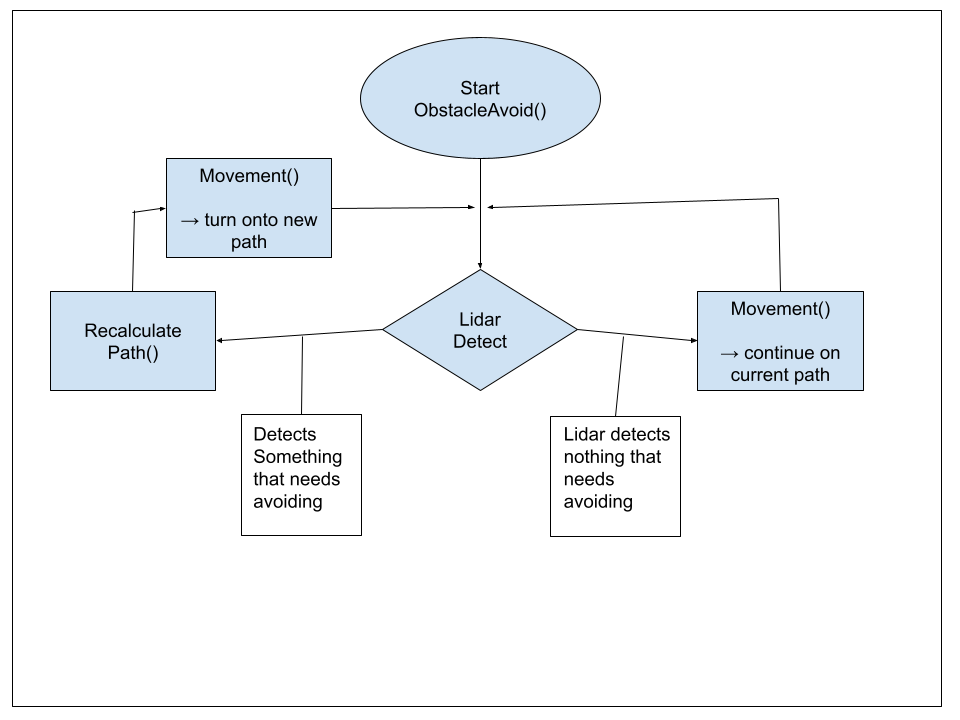 Start
ObstacleAvoid()
Movement()
→ turn onto new
path
Recalculate
Path()
Lidar
Detect
Movement()
→ continue on
current path
Detects
Something
that needs
avoiding
Lidar detects
nothing that
needs
avoiding